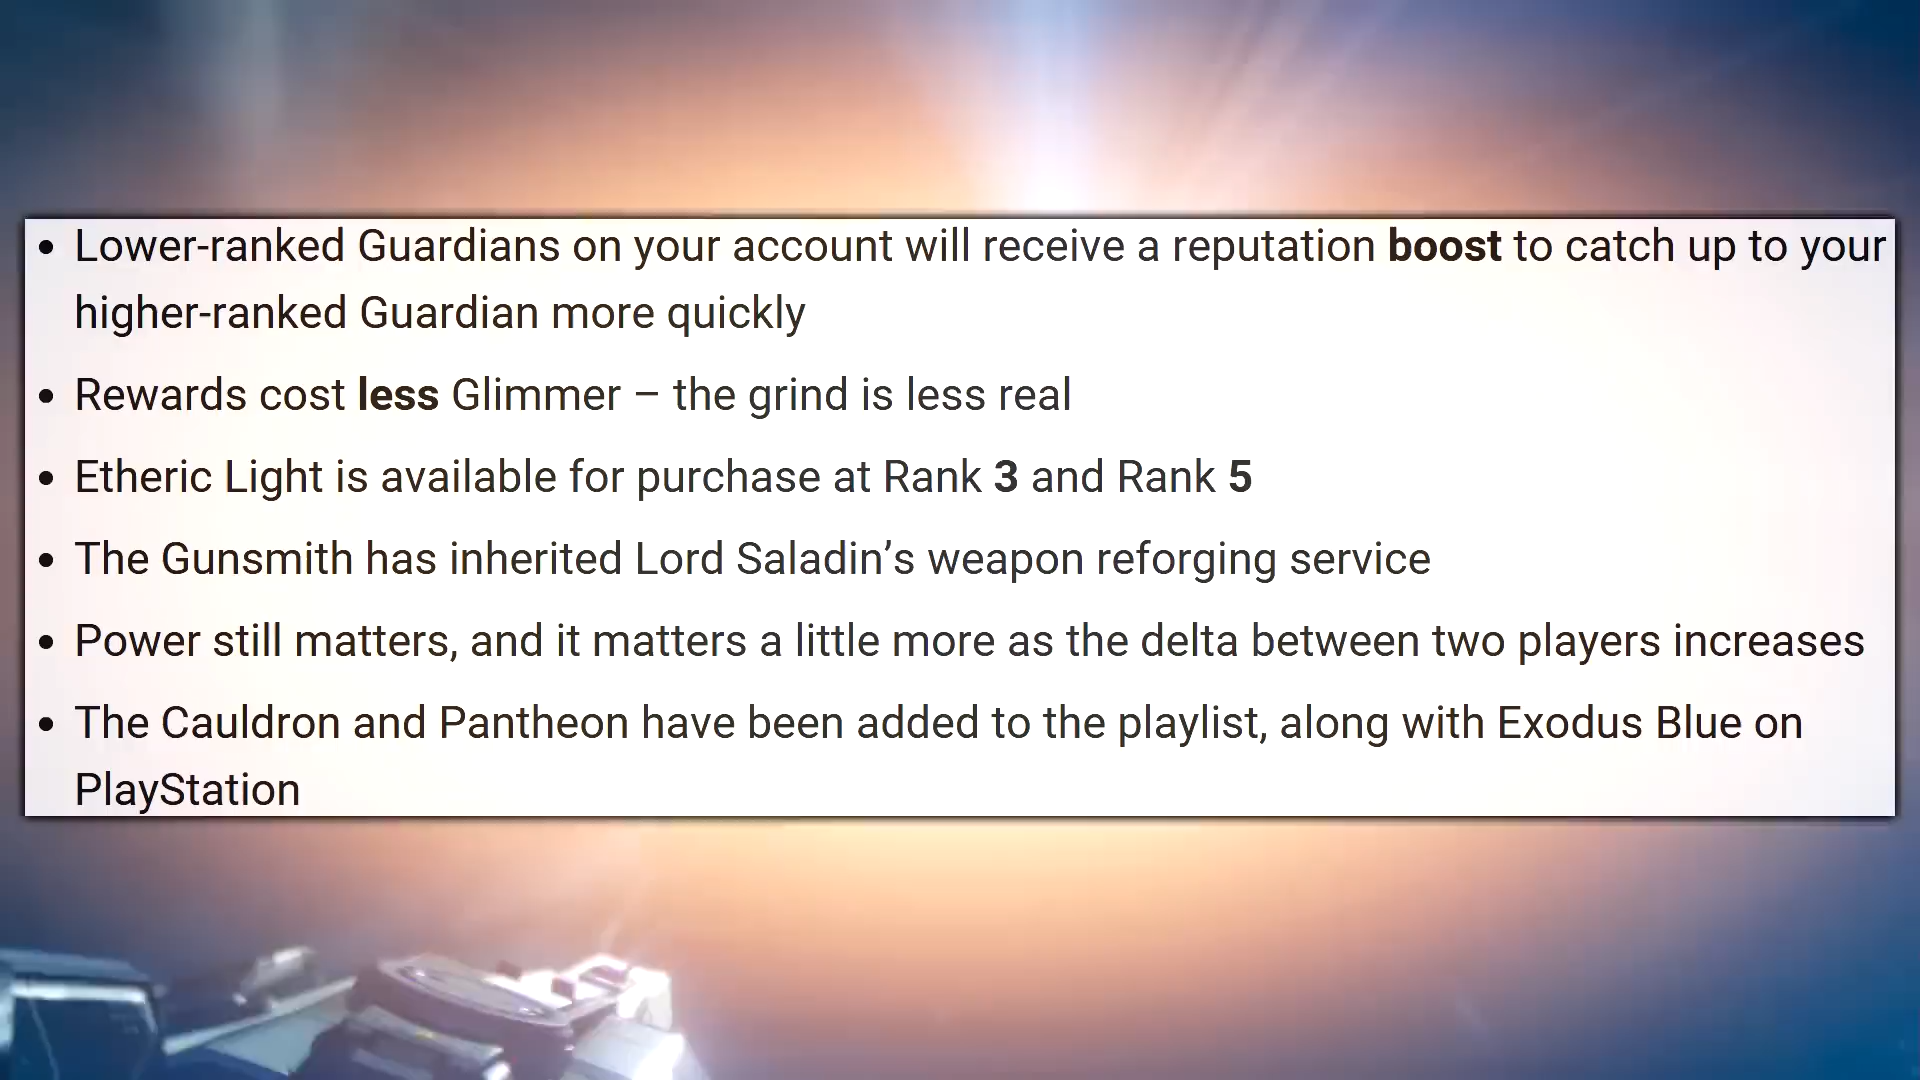 • Lower-ranked Guardians on your account will receive a reputation boost to catch up to your
higher-ranked Guardian more quickly
• Rewards cost less Glimmer – the grind is less real
• Etheric Light is available for purchase at Rank 3 and Rank 5
• The Gunsmith has inherited Lord Saladin’s weapon reforging service
• Power still matters, and it matters a little more as the delta between two players increases
• The Cauldron and Pantheon have been added to the playlist, along with Exodus Blue on
PlayStation